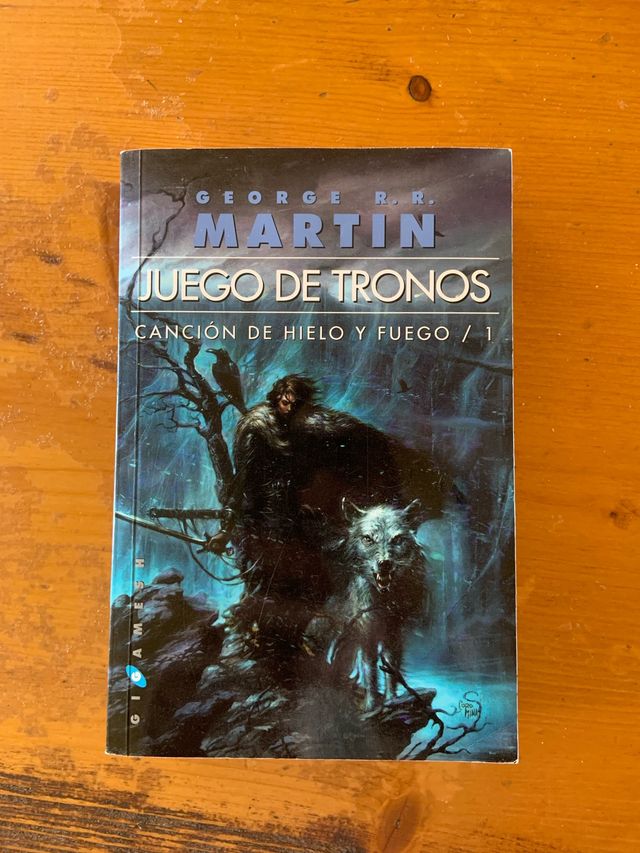 GEORGE R. R.
MARTIN
JUEGO DE TRONOS
CANCIÓN DE HIELO Y FUEGO / 1
GIGAMESH